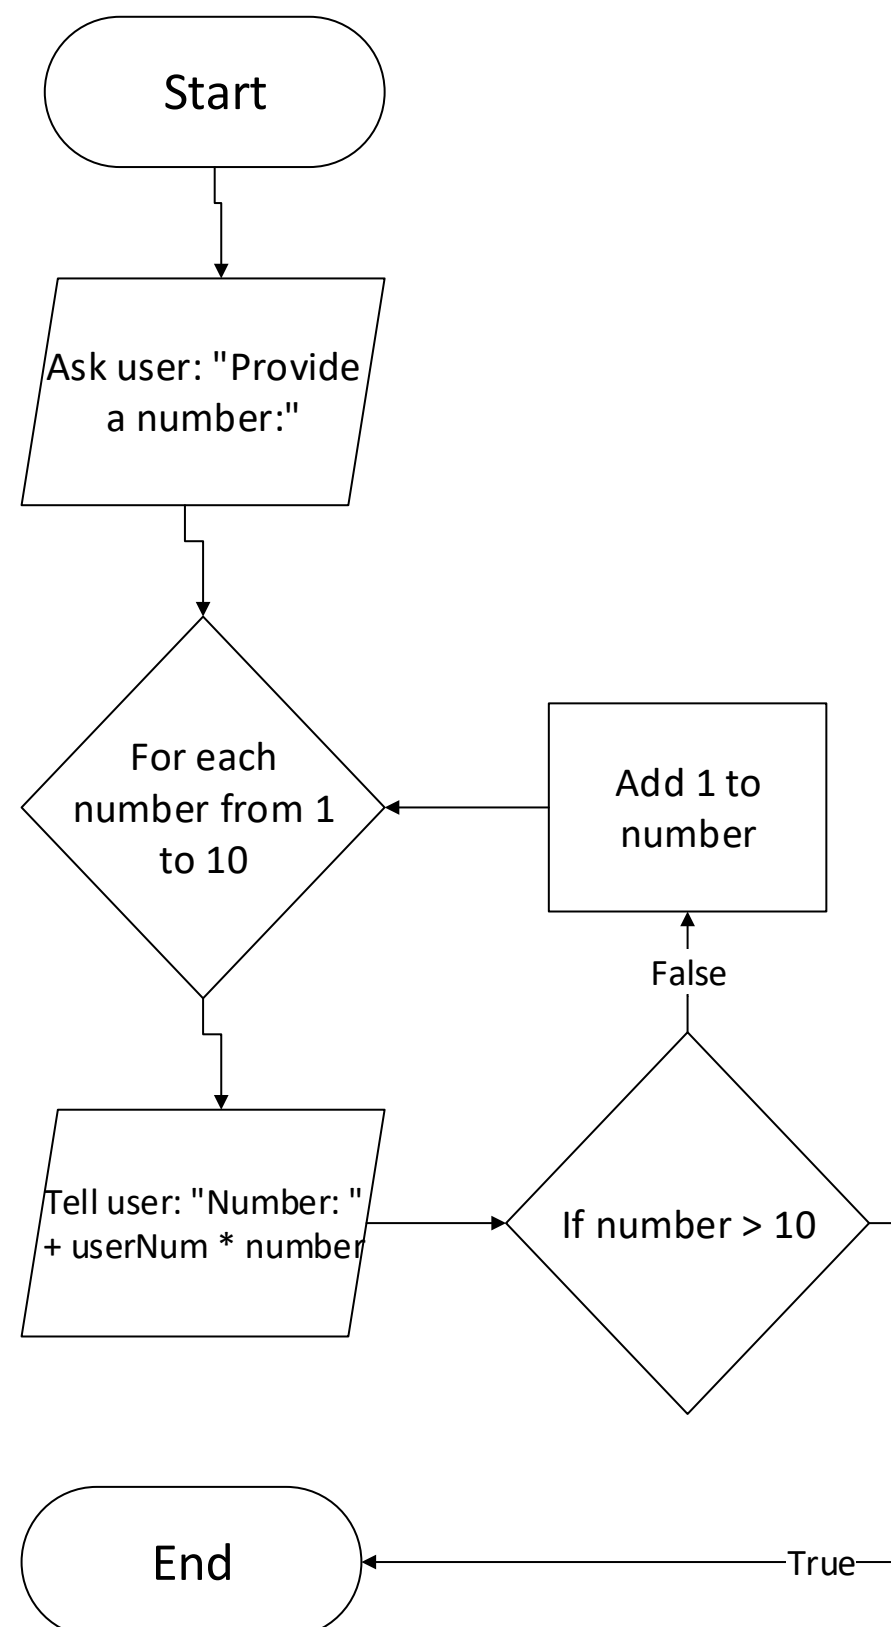 Start
Ask user: "Provide
a number:"
For each
number from 1
to 10
Add 1 to
number
False
Tell user: "Number: "
+ userNum * number
If number > 10
End
True